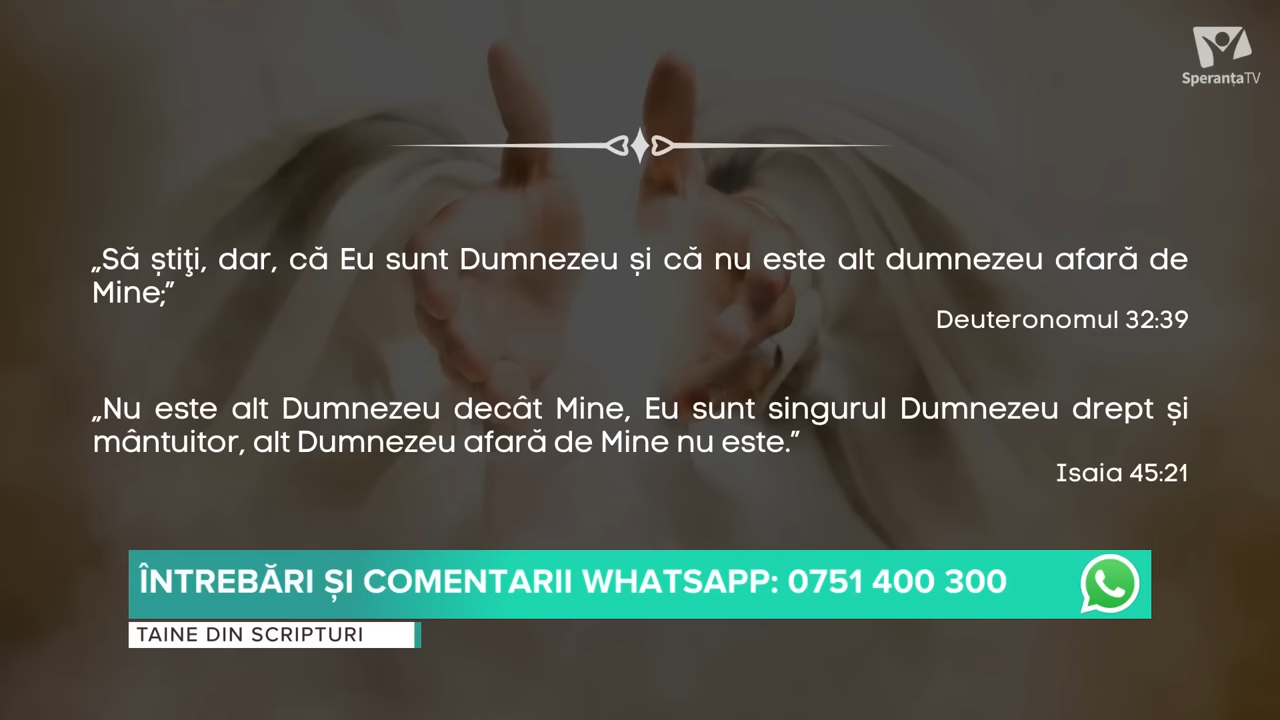 SperanțaTV
„Să ştiţi, dar, că Eu sunt Dumnezeu și că nu este alt dumnezeu afară de
Mine;”
Deuteronomul 32:39
„Nu este alt Dumnezeu decât Mine, Eu sunt singurul Dumnezeu drept și
mântuitor, alt Dumnezeu afară de Mine nu este.”
Isaia 45:21
ÎNTREBĂRI ȘI COMENTARII WHATSAPP: 0751 400 300
TAINE DIN SCRIPTURI